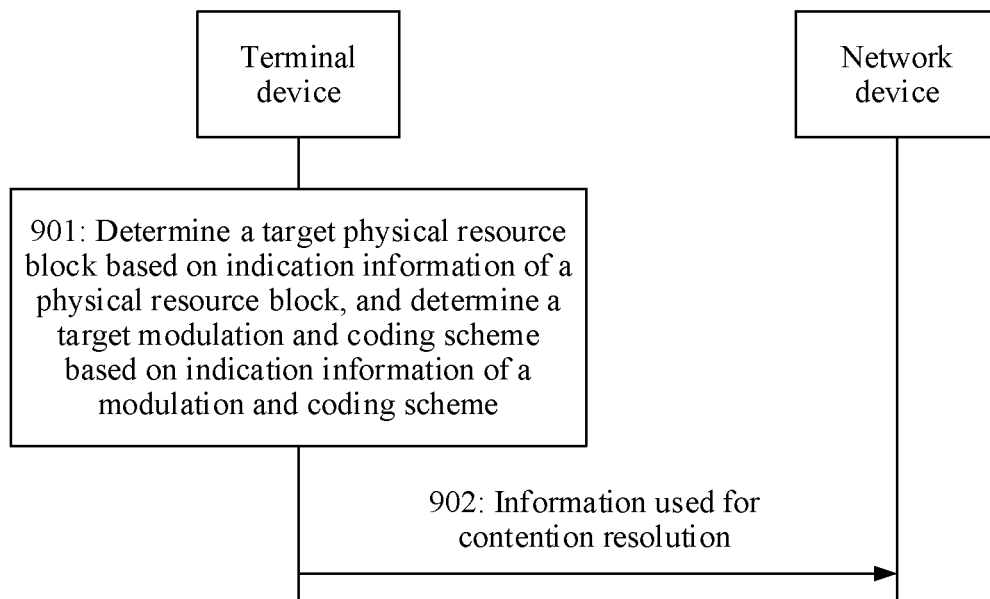 Terminal
device
Network
device
901: Determine a target physical resource
block based on indication information of a
physical resource block, and determine a
target modulation and coding scheme
based on indication information of a
modulation and coding scheme
902: Information used for
contention resolution